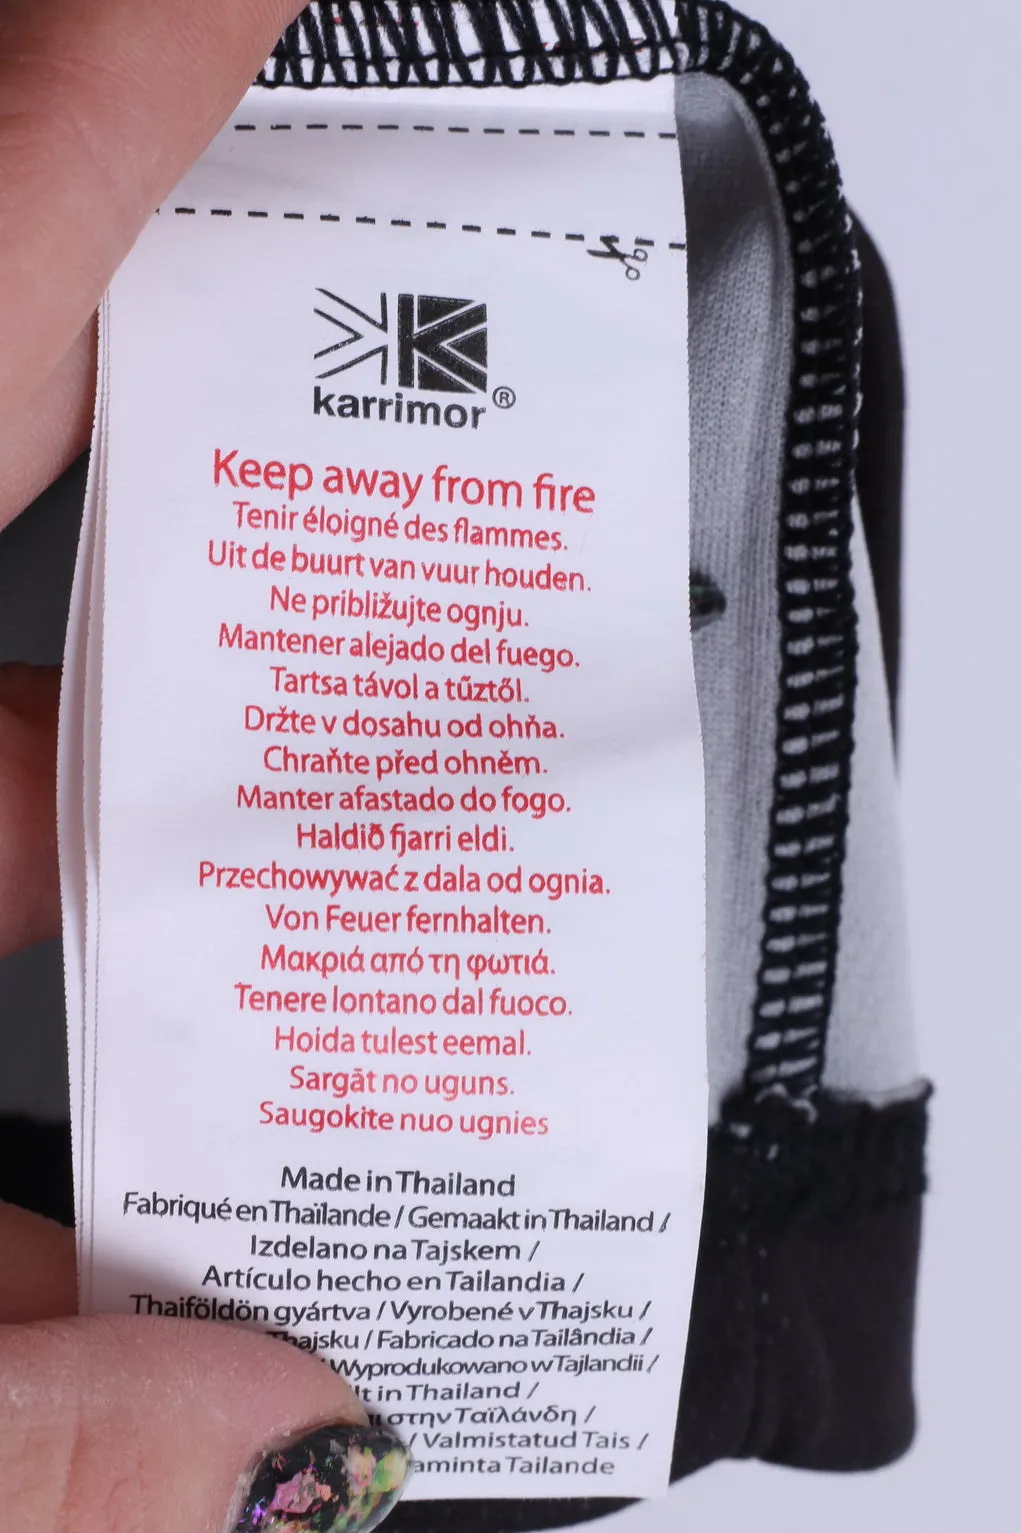 karrimor®
Keep away from fire
Tenir éloigné des flammes.
Uit de buurt van vuur houden.
Ne približujte ognju.
Mantener alejado del fuego.
Tartsa távol a tűztől.
Držte v dosahu od ohňa.
Chraňte před ohněm.
Manter afastado do fogo.
Haldið fjarri eldi.
Przechowywać z dala od ognia.
Von Feuer fernhalten.
Μακριά από τη φωτιά.
Tenere lontano dal fuoco.
Hoida tulest eemal.
Sargāt no uguns.
Saugokite nuo ugnies
Made in Thailand
Fabriqué en Thaïlande / Gemaakt in Thailand /
Izdelano na Tajskem /
Artículo hecho en Tailandia /
Thaiföldön gyártva / Vyrobené v Thajsku /
Thajsku / Fabricado na Tailândia /
Wyprodukowano w Tajlandii /
in Thailand /
στην Ταϊλάνδη /
/ Valmistatud Tais /
Tailande